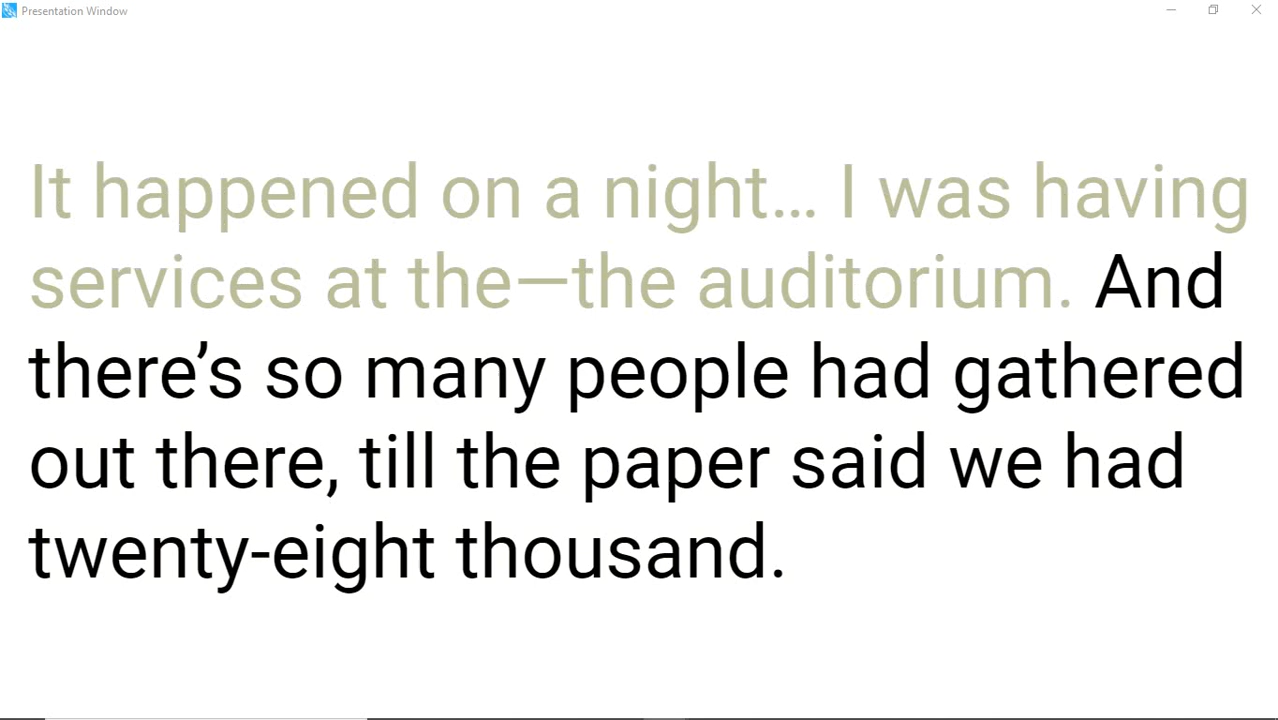 Presentation Window
It happened on a night… I was having
services at the—the auditorium. And
there’s so many people had gathered
out there, till the paper said we had
twenty-eight thousand.